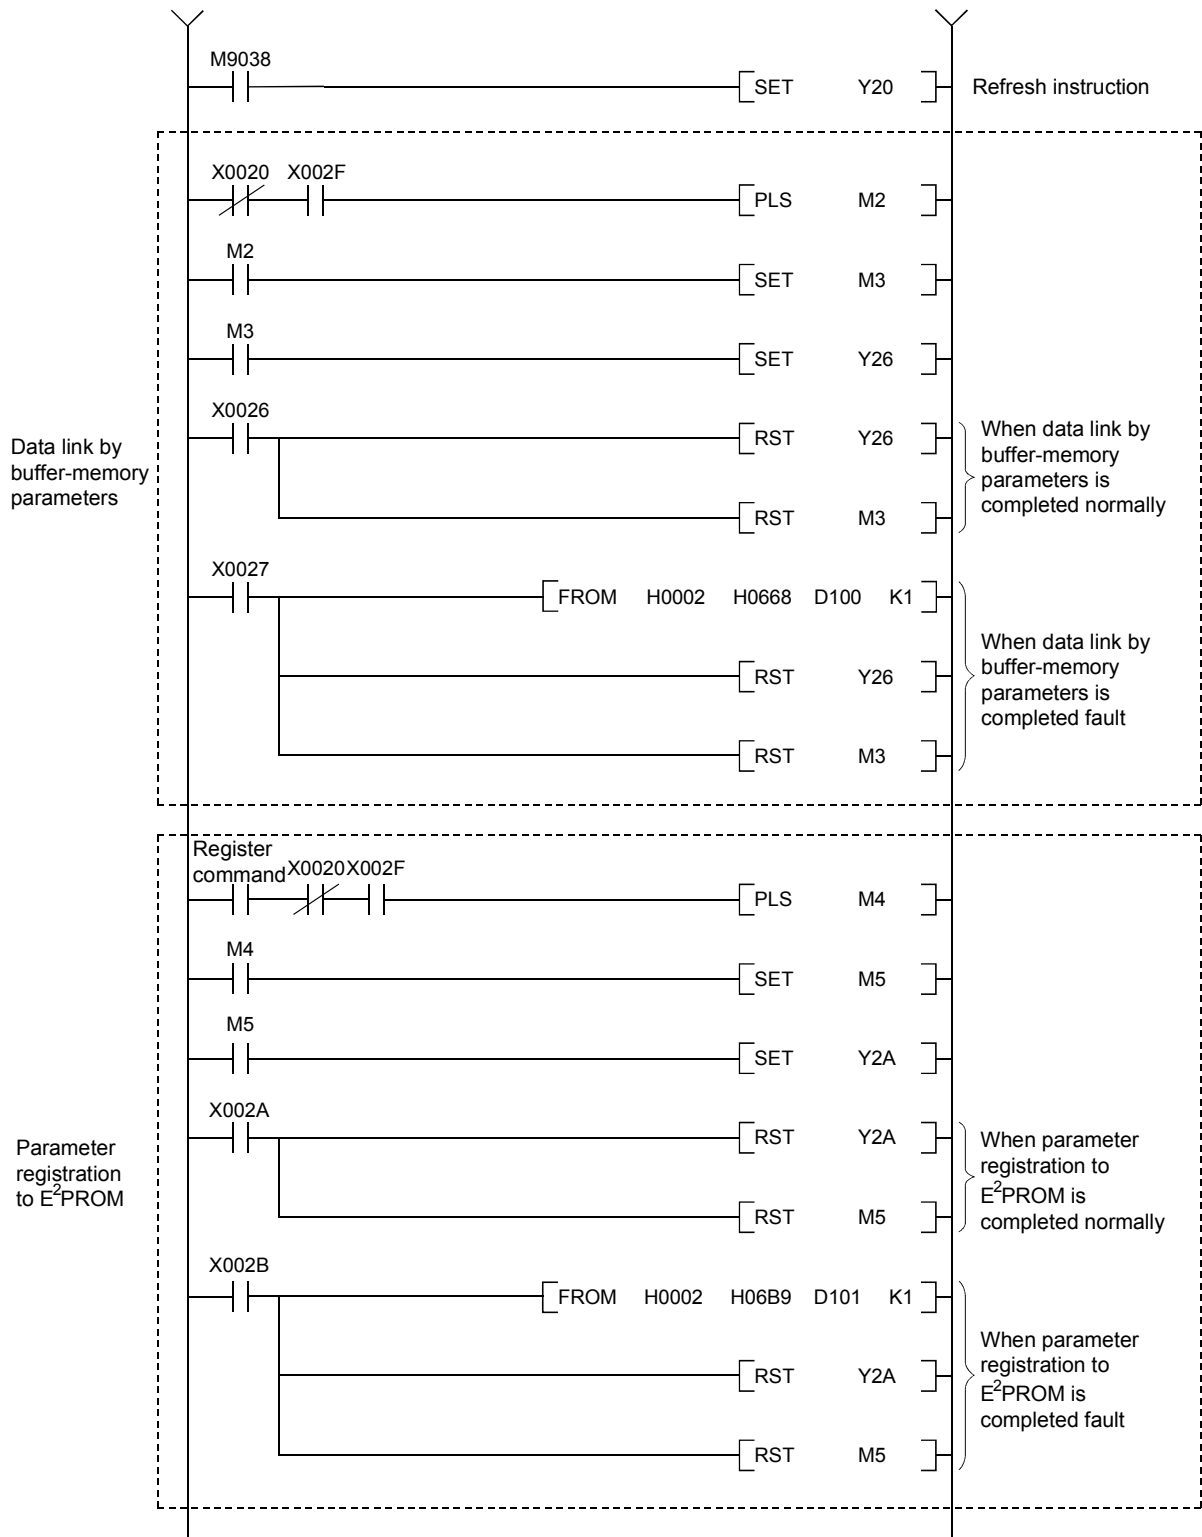 M9038
SET Y20
Refresh instruction
X0020 X002F
PLS M2
M2
SET M3
M3
SET Y26
X0026
RST Y26
RST M3
When data link by
buffer-memory
parameters is
completed normally
Data link by
buffer-memory
parameters
X0027
FROM H0002 H0668 D100 K1
RST Y26
RST M3
When data link by
buffer-memory
parameters is
completed fault
Register
command X0020 X002F
PLS M4
M4
SET M5
M5
SET Y2A
X002A
RST Y2A
RST M5
When parameter
registration to
E²PROM is
completed normally
Parameter
registration
to E²PROM
X002B
FROM H0002 H06B9 D101 K1
RST Y2A
RST M5
When parameter
registration to
E²PROM is
completed fault